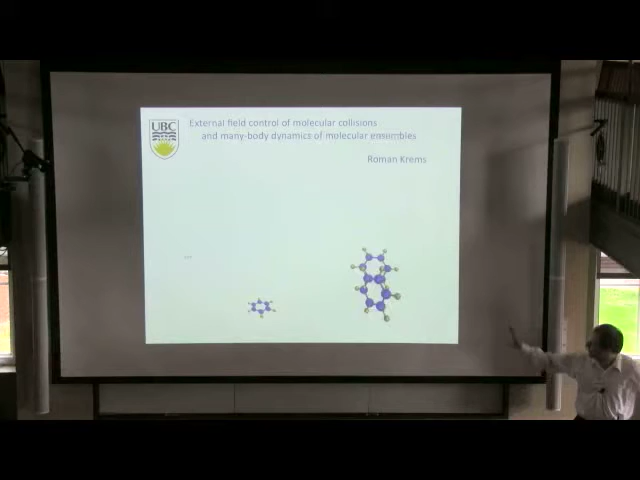 External field control of molecular collisions
and many-body dynamics of molecular ensembles
UBC
Roman Krems